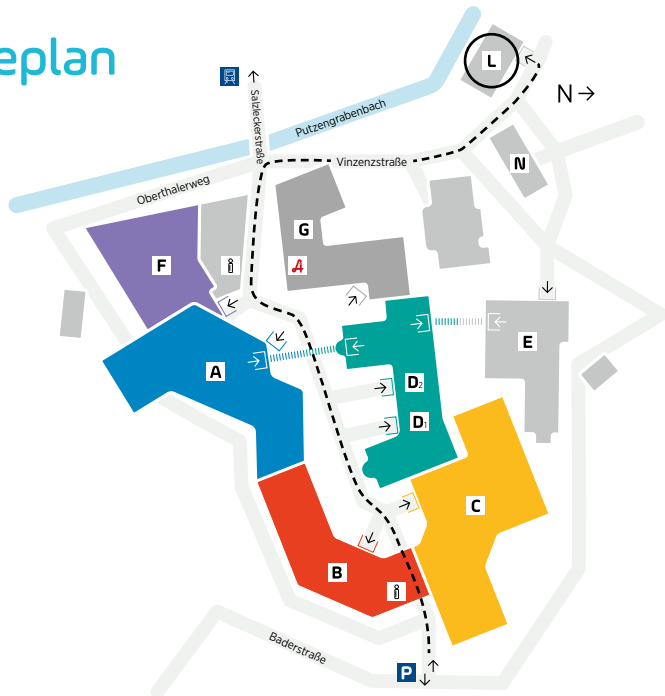 eplan
L
N →
Salzleckerstraße
Putzengrabenbach
Vinzenzstraße
N
Oberthalerweg
G
F
i
A
E
D2
D1
C
B
i
Baderstraße
P